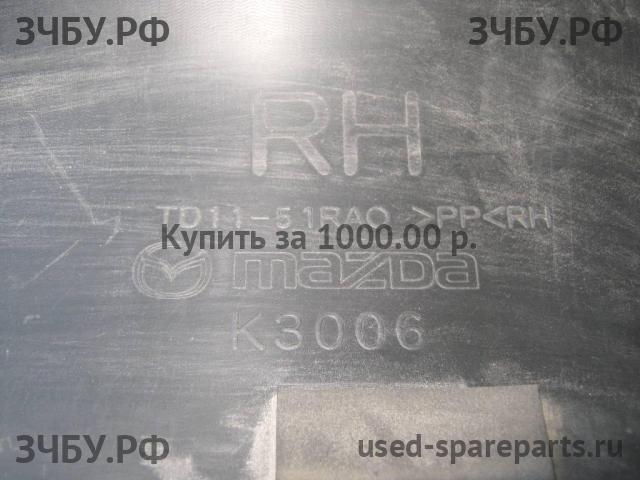 ЗЧБУ.РФ ЗЧБУ.РФ
RH
TD11-51RA0 >PP<RH
Купить за 1000.00 р.
mazda
K3006
ЗЧБУ.РФ used-spareparts.ru